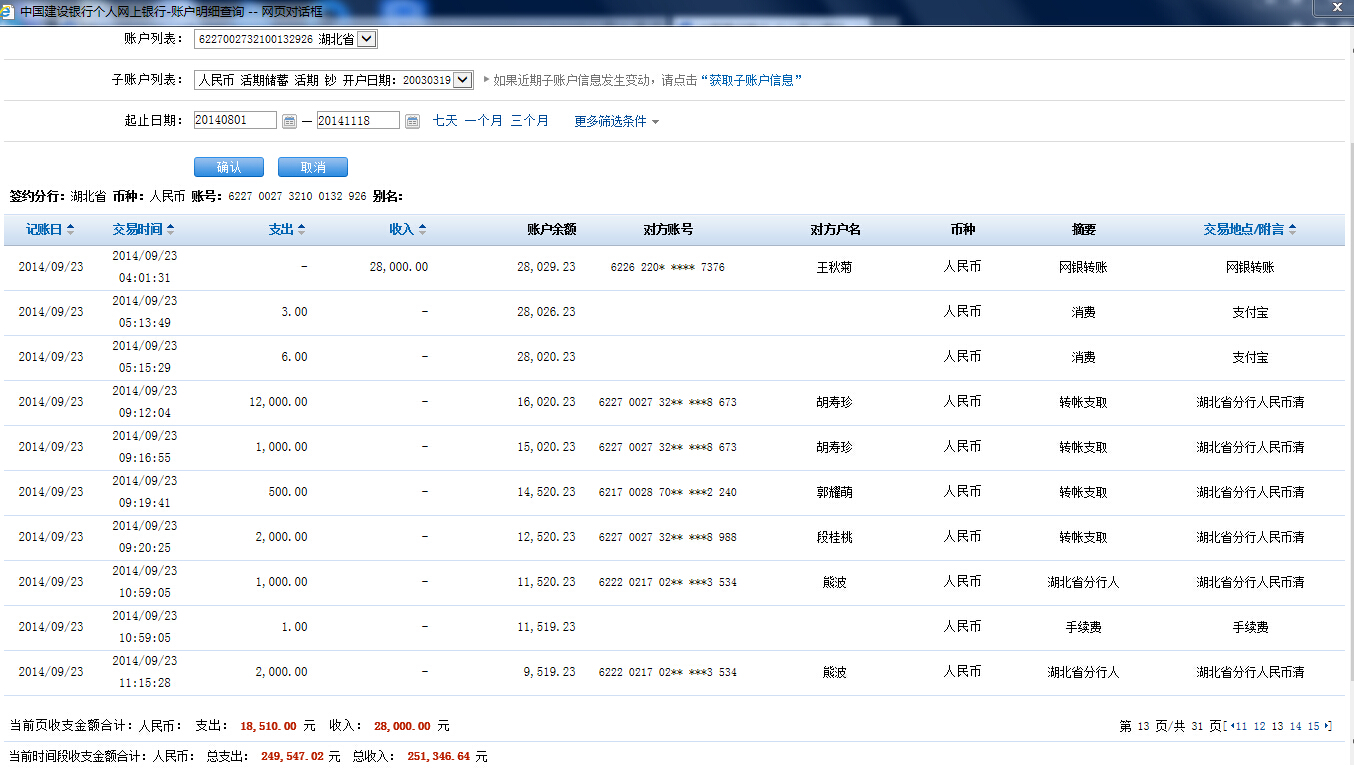 中国建设银行个人网上银行-账户明细查询 -- 网页对话框
账户列表： 6227002732100132926 湖北省
子账户列表： 人民币 活期储蓄 活期 钞 开户日期：20030319 如果近期子账户信息发生变动，请点击“获取子账户信息”
起止日期： 20140801 — 20141118 七天 一个月 三个月 更多筛选条件
确认 取消
签约分行：湖北省 币种：人民币 账号：6227 0027 3210 0132 926 别名：
记账日 交易时间 支出 收入 账户余额 对方账号 对方户名 币种 摘要 交易地点/附言
2014/09/23 2014/09/23 04:01:31 - 28,000.00 28,029.23 6226 220* **** 7376 王秋菊 人民币 网银转账 网银转账
2014/09/23 2014/09/23 05:13:49 3.00 - 28,026.23 人民币 消费 支付宝
2014/09/23 2014/09/23 05:15:29 6.00 - 28,020.23 人民币 消费 支付宝
2014/09/23 2014/09/23 09:12:04 12,000.00 - 16,020.23 6227 0027 32** ***8 673 胡寿珍 人民币 转帐支取 湖北省分行人民币清
2014/09/23 2014/09/23 09:16:55 1,000.00 - 15,020.23 6227 0027 32** ***8 673 胡寿珍 人民币 转帐支取 湖北省分行人民币清
2014/09/23 2014/09/23 09:19:41 500.00 - 14,520.23 6217 0028 70** ***2 240 郭耀萌 人民币 转帐支取 湖北省分行人民币清
2014/09/23 2014/09/23 09:20:25 2,000.00 - 12,520.23 6227 0027 32** ***8 988 段桂桃 人民币 转帐支取 湖北省分行人民币清
2014/09/23 2014/09/23 10:59:05 1,000.00 - 11,520.23 6222 0217 02** ***3 534 熊波 人民币 湖北省分行人 湖北省分行人民币清
2014/09/23 2014/09/23 10:59:05 1.00 - 11,519.23 人民币 手续费 手续费
2014/09/23 2014/09/23 11:15:28 2,000.00 - 9,519.23 6222 0217 02** ***3 534 熊波 人民币 湖北省分行人 湖北省分行人民币清
当前页收支金额合计：人民币： 支出： 18,510.00 元 收入： 28,000.00 元 第 13 页/共 31 页[ 11 12 13 14 15 ]
当前时间段收支金额合计：人民币： 总支出： 249,547.02 元 总收入： 251,346.64 元